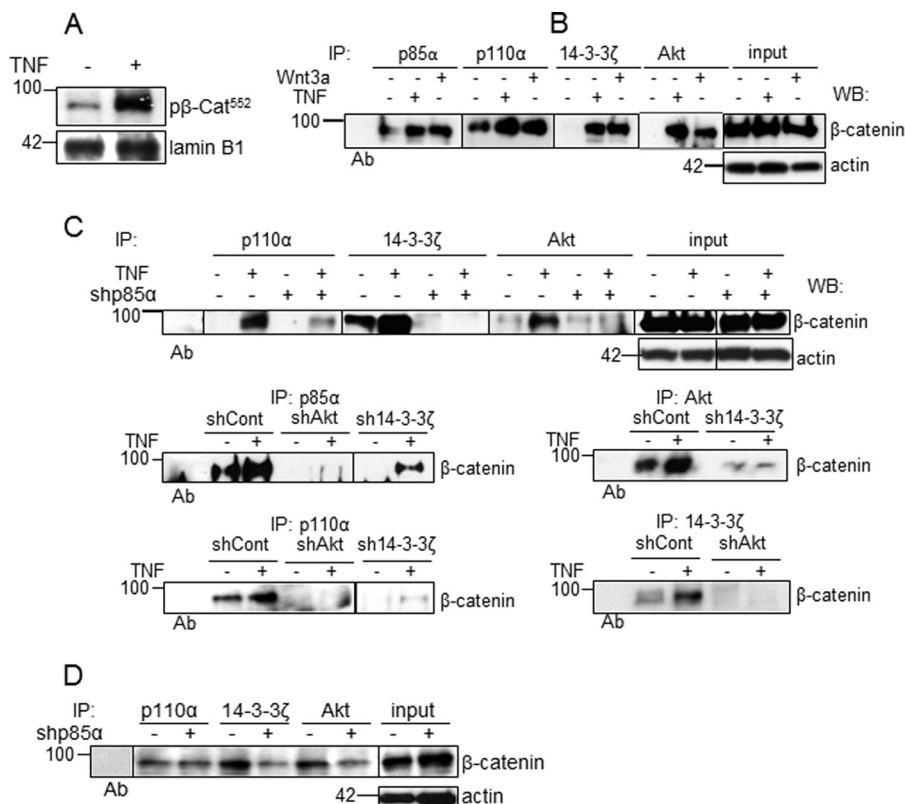 A
TNF - +
100
pβ-Cat⁵⁵²
42
lamin B1
B
IP: p85α p110α 14-3-3ζ Akt input
Wnt3a - - + - - + - - + - - + - - +
TNF - + - - + - - + - - + - - + -
WB:
100
β-catenin
Ab
42
actin
C
IP: p110α 14-3-3ζ Akt input
TNF - + - + - + - + - + - + - + - +
shp85α - - + + - - + + - - + + - - + +
WB:
100
β-catenin
Ab
42
actin
IP: p85α
shCont shAkt sh14-3-3ζ
TNF - + - + - +
100
β-catenin
Ab
IP: Akt
shCont sh14-3-3ζ
TNF - + - +
100
β-catenin
Ab
IP: p110α
shCont shAkt sh14-3-3ζ
TNF - + - + - +
100
β-catenin
Ab
IP: 14-3-3ζ
shCont shAkt
TNF - + - +
100
β-catenin
Ab
D
IP: p110α 14-3-3ζ Akt input
shp85α - + - + - + - +
100
β-catenin
Ab
42
actin